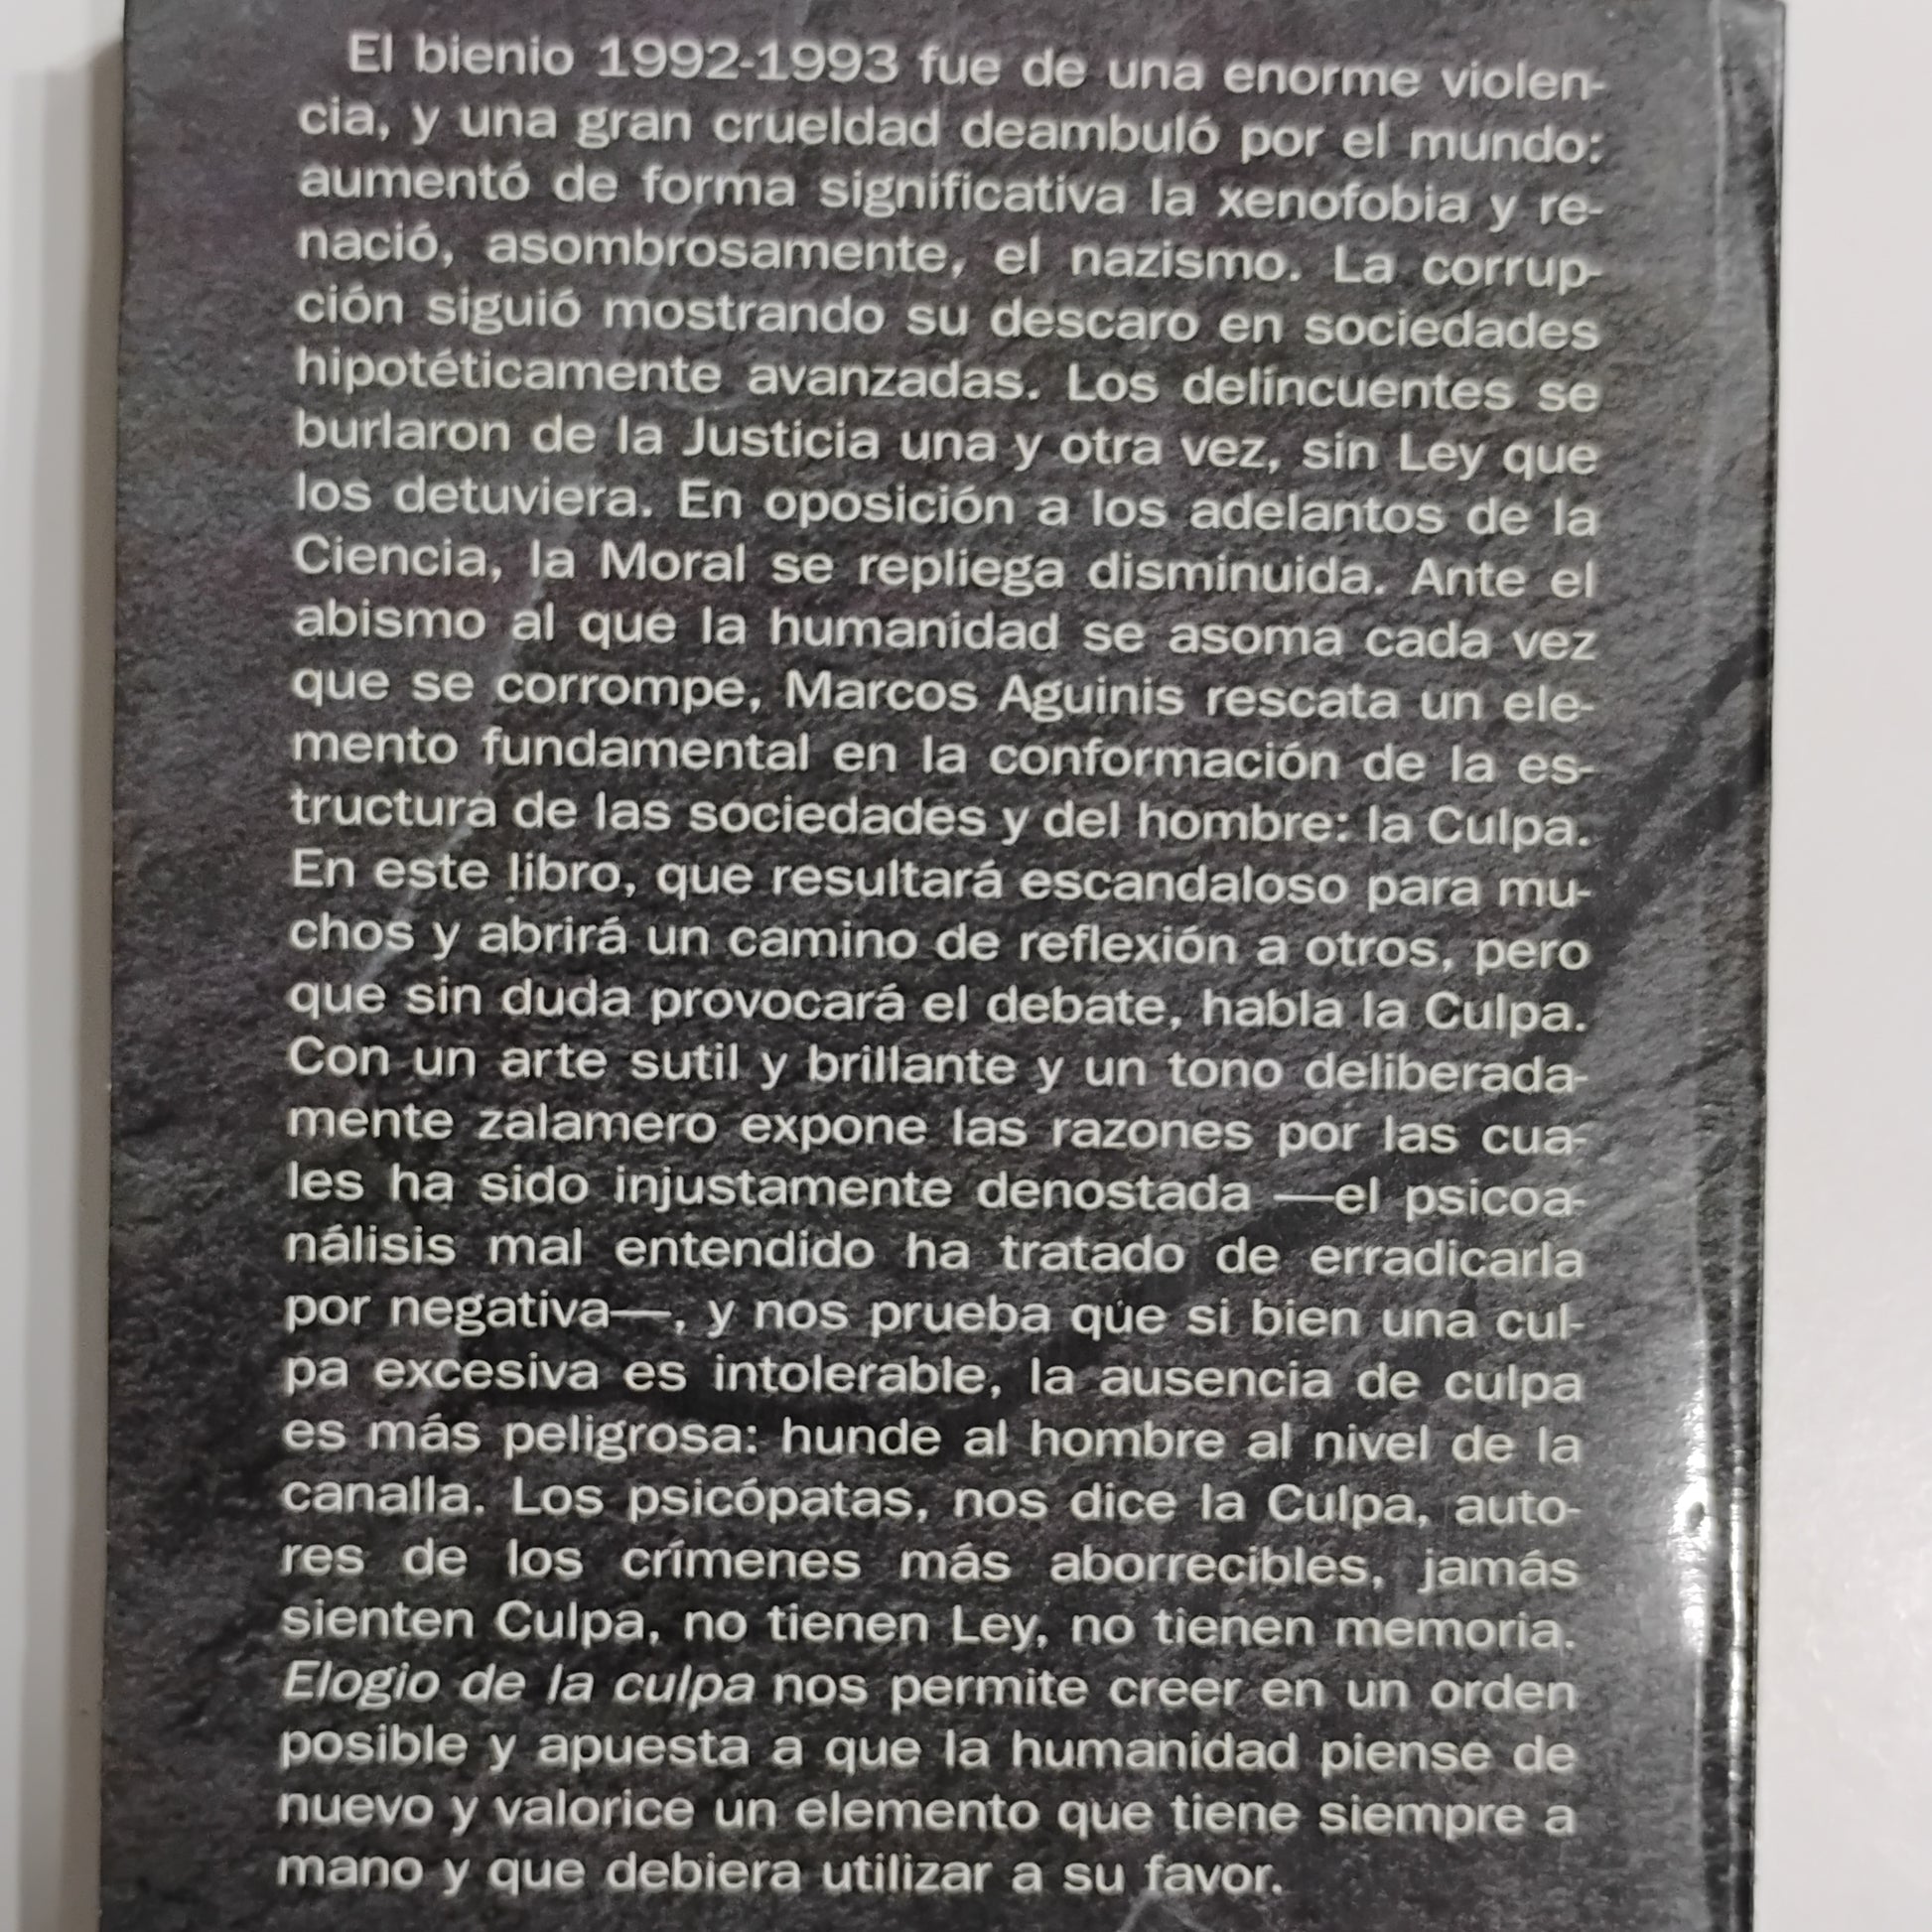 El bienio 1992-1993 fue de una enorme violen-
cia, y una gran crueldad deambuló por el mundo:
aumentó de forma significativa la xenofobia y re-
nació, asombrosamente, el nazismo. La corrup-
ción siguió mostrando su descaro en sociedades
hipotéticamente avanzadas. Los delincuentes se
burlaron de la Justicia una y otra vez, sin Ley que
los detuviera. En oposición a los adelantos de la
Ciencia, la Moral se repliega disminuida. Ante el
abismo al que la humanidad se asoma cada vez
que se corrompe, Marcos Aguinis rescata un ele-
mento fundamental en la conformación de la es-
tructura de las sociedades y del hombre: la Culpa.
En este libro, que resultará escandaloso para mu-
chos y abrirá un camino de reflexión a otros, pero
que sin duda provocará el debate, habla la Culpa.
Con un arte sutil y brillante y un tono deliberada-
mente zalamero expone las razones por las cua-
les ha sido injustamente denostada —el psicoa-
nálisis mal entendido ha tratado de erradicarla
por negativa—, y nos prueba que si bien una cul-
pa excesiva es intolerable, la ausencia de culpa
es más peligrosa: hunde al hombre al nivel de la
canalla. Los psicópatas, nos dice la Culpa, auto-
res de los crímenes más aborrecibles, jamás
sienten Culpa, no tienen Ley, no tienen memoria.
Elogio de la culpa nos permite creer en un orden
posible y apuesta a que la humanidad piense de
nuevo y valorice un elemento que tiene siempre a
mano y que debiera utilizar a su favor.